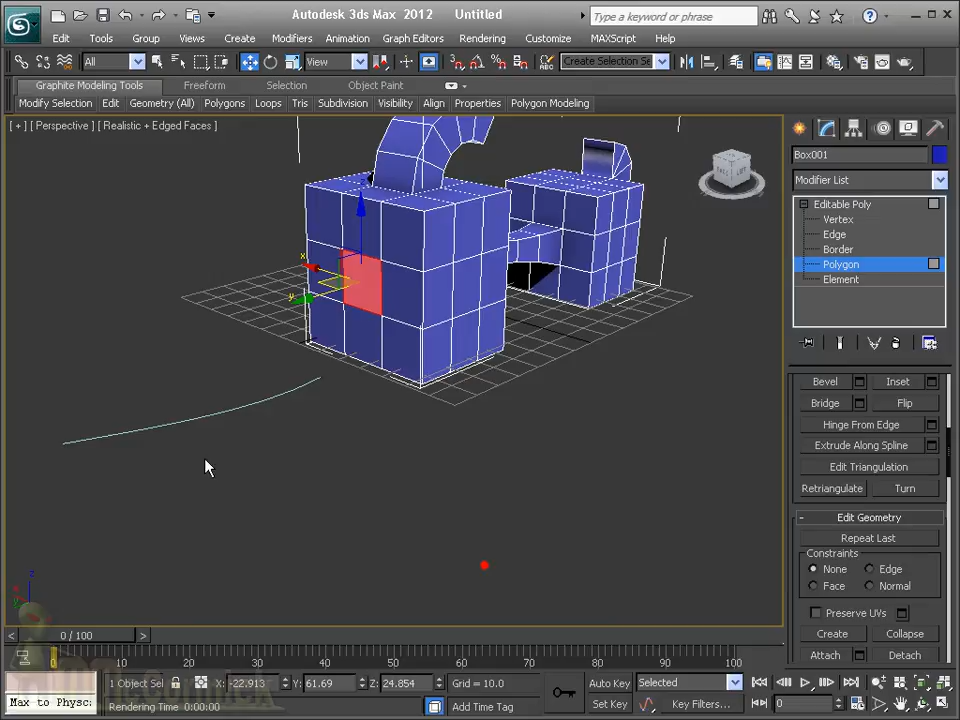 Autodesk 3ds Max 2012 Untitled
Type a keyword or phrase
Edit Tools Group Views Create Modifiers Animation Graph Editors Rendering Customize MAXScript Help
All View Create Selection Se
Graphite Modeling Tools Freeform Selection Object Paint
Modify Selection Edit Geometry (All) Polygons Loops Tris Subdivision Visibility Align Properties Polygon Modeling
[ + ] [ Perspective ] [ Realistic + Edged Faces ]
Box001
Modifier List
Editable Poly
Vertex
Edge
Border
Polygon
Element
x
y
Bevel Inset
Bridge Flip
Hinge From Edge
Extrude Along Spline
Edit Triangulation
Retriangulate Turn
- Edit Geometry
Repeat Last
Constraints
None Edge
Face Normal
Preserve UVs
Create Collapse
Attach Detach
z
< 0 / 100 >
0 10 20 30 40 50 60 70 80 90 100
1 Object Sel X: -22.913 Y: 61.69 Z: 24.854 Grid = 10.0 Auto Key Selected
Max to Physc: Rendering Time 0:00:00 Add Time Tag Set Key Key Filters... 0